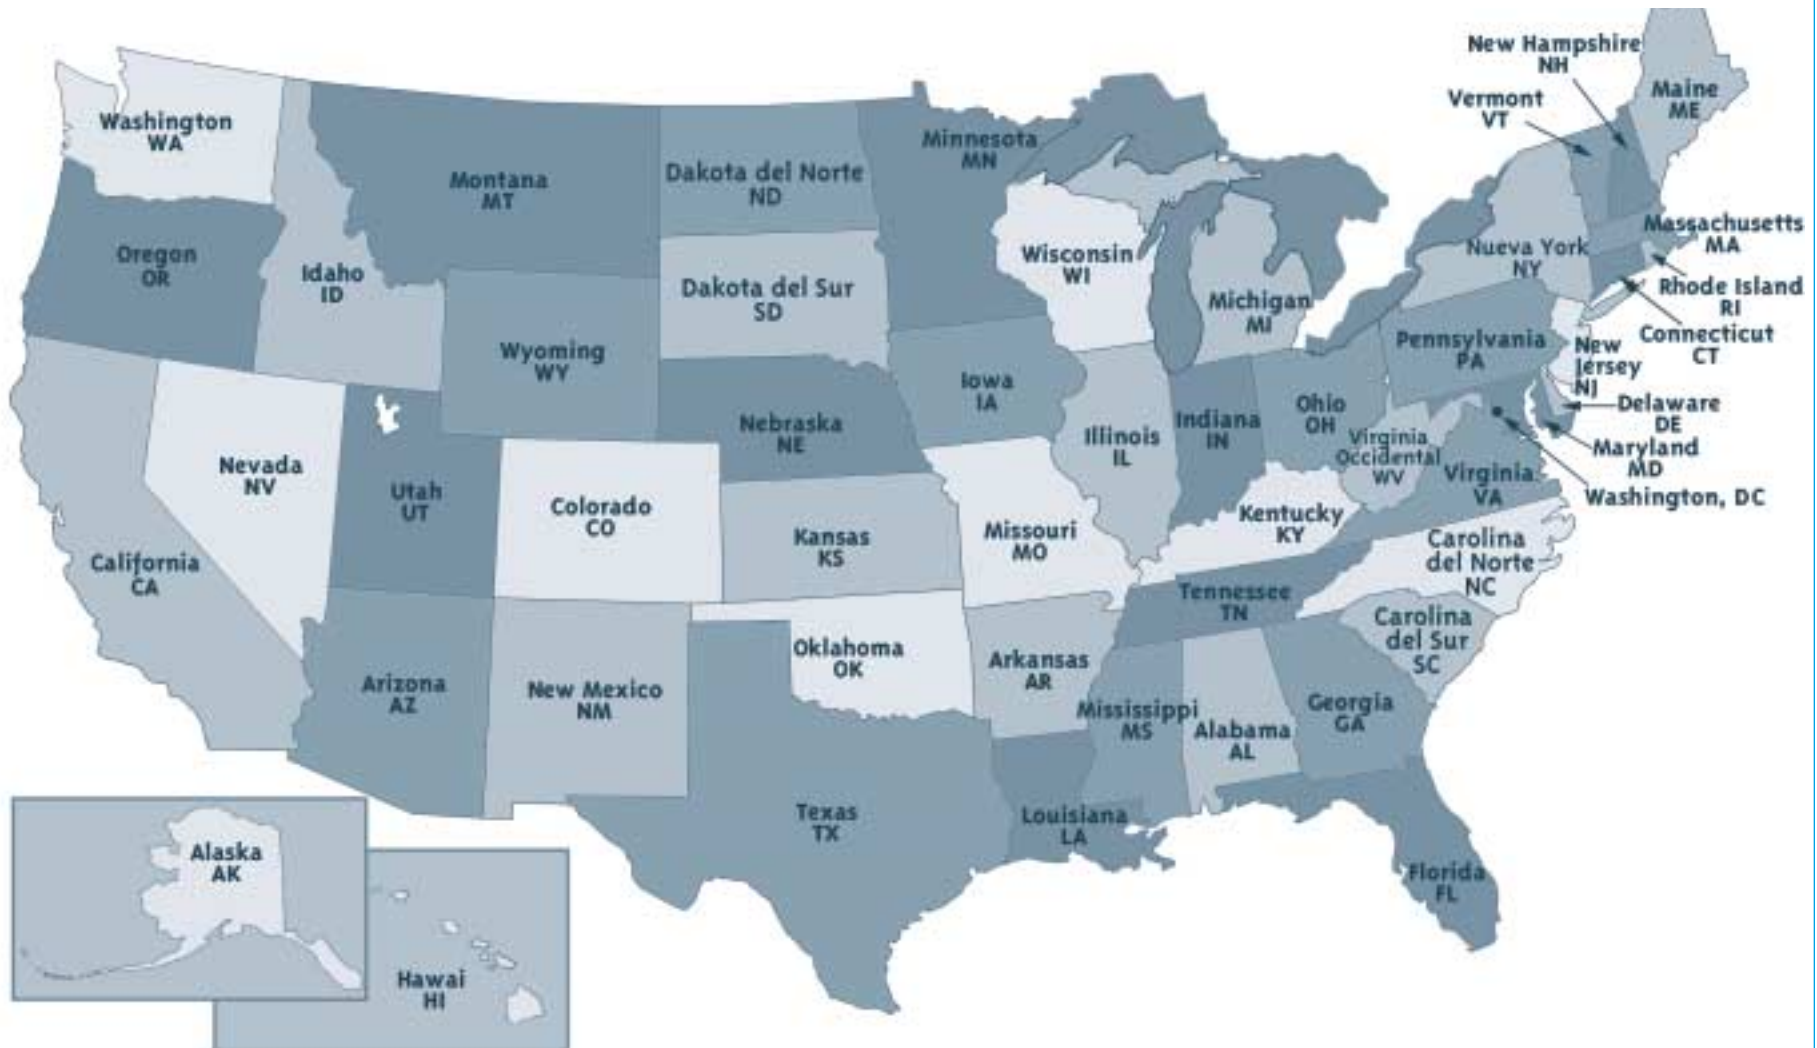 New Hampshire
NH
Maine
ME
Vermont
VT
Washington
WA
Minnesota
MN
Montana
MT
Dakota del Norte
ND
Massachusetts
MA
Oregon
OR
Idaho
ID
Wisconsin
WI
Nueva York
NY
Dakota del Sur
SD
Michigan
MI
Rhode Island
RI
Connecticut
CT
Wyoming
WY
Pennsylvania
PA
New
Jersey
NJ
Iowa
IA
Nebraska
NE
Illinois
IL
Indiana
IN
Ohio
OH
Delaware
DE
Maryland
MD
Virginia
Occidental
WV
Virginia
VA
Washington, DC
Nevada
NV
Utah
UT
Colorado
CO
Kansas
KS
Missouri
MO
Kentucky
KY
Carolina
del Norte
NC
California
CA
Tennessee
TN
Carolina
del Sur
SC
Arizona
AZ
New Mexico
NM
Oklahoma
OK
Arkansas
AR
Mississippi
MS
Alabama
AL
Georgia
GA
Texas
TX
Louisiana
LA
Florida
FL
Alaska
AK
Hawai
HI